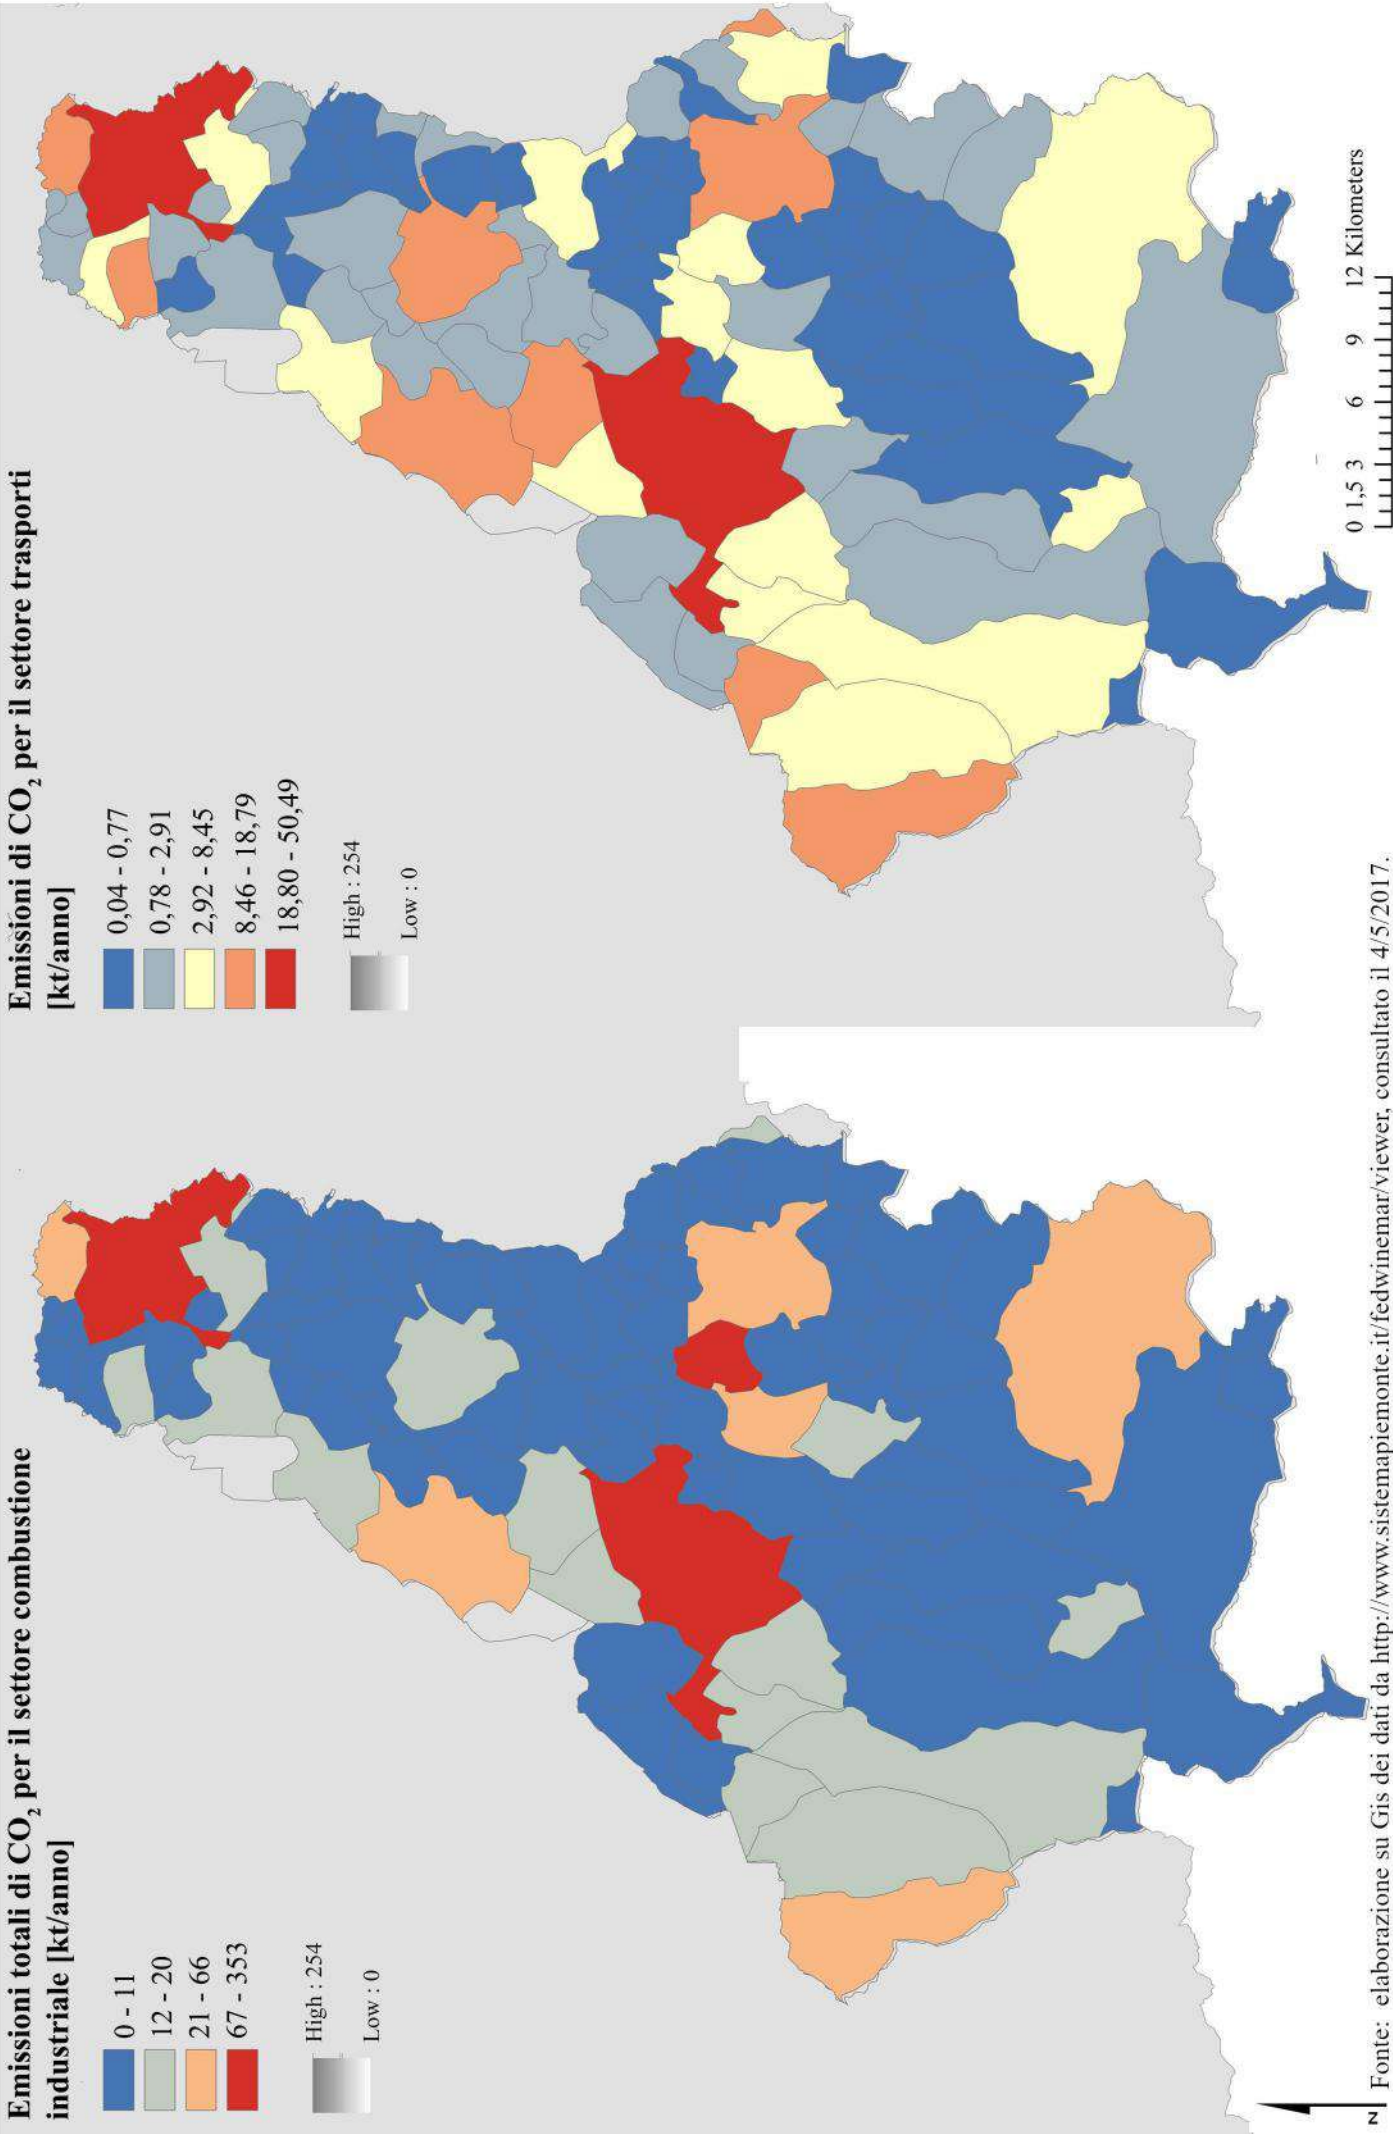 Emissioni totali di CO2 per il settore combustione
industriale [kt/anno]
0 - 11
12 - 20
21 - 66
67 - 353
High : 254
Low : 0
Emissioni di CO2 per il settore trasporti
[kt/anno]
0,04 - 0,77
0,78 - 2,91
2,92 - 8,45
8,46 - 18,79
18,80 - 50,49
High : 254
Low : 0
0 1,5 3 6 9 12 Kilometers
N
Fonte: elaborazione su Gis dei dati da http://www.sistemapiemonte.it/fedwinemar/viewer, consultato il 4/5/2017.